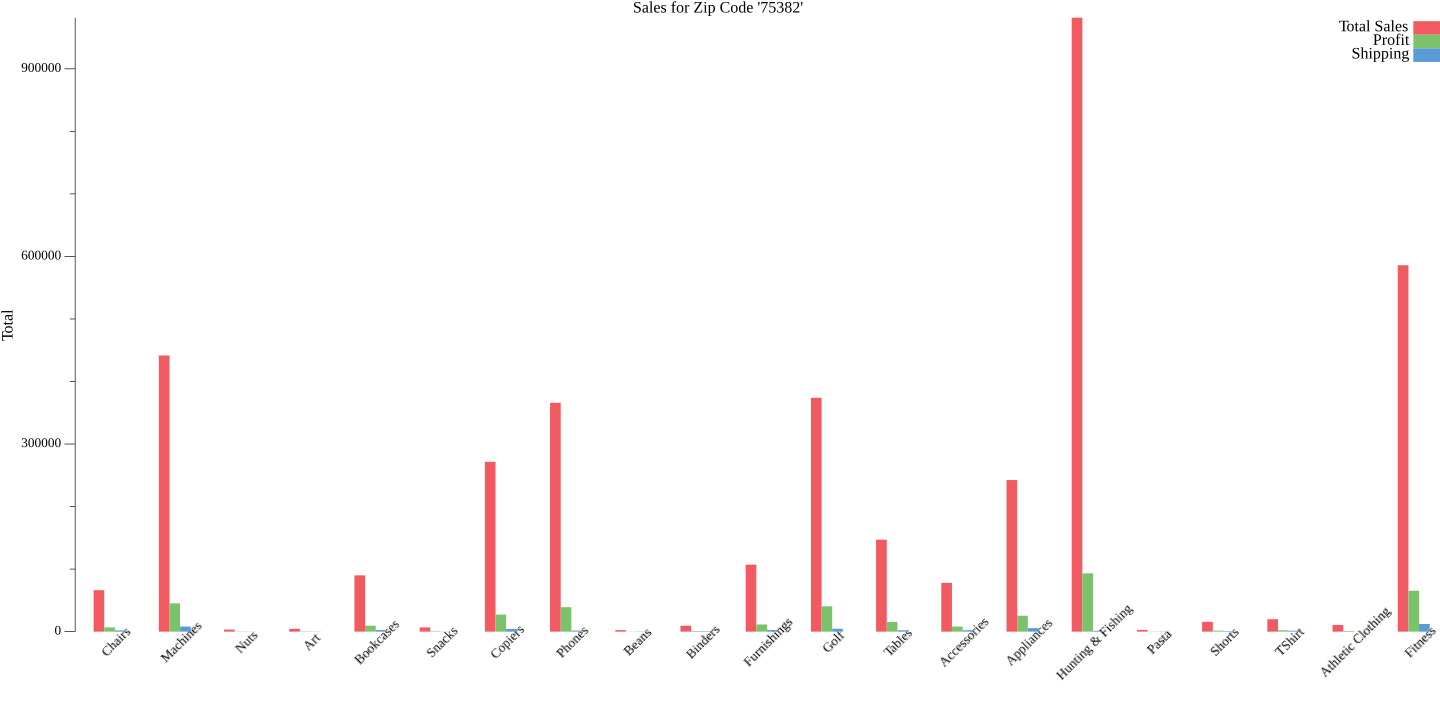 Sales for Zip Code '75382'
Total Sales
Profit
Shipping
900000
600000
300000
0
Total
Chairs
Machines
Nuts
Art
Bookcases
Snacks
Copiers
Phones
Beans
Binders
Furnishings
Golf
Tables
Accessories
Appliances
Hunting & Fishing
Pasta
Shorts
TShirt
Athletic Clothing
Fitness